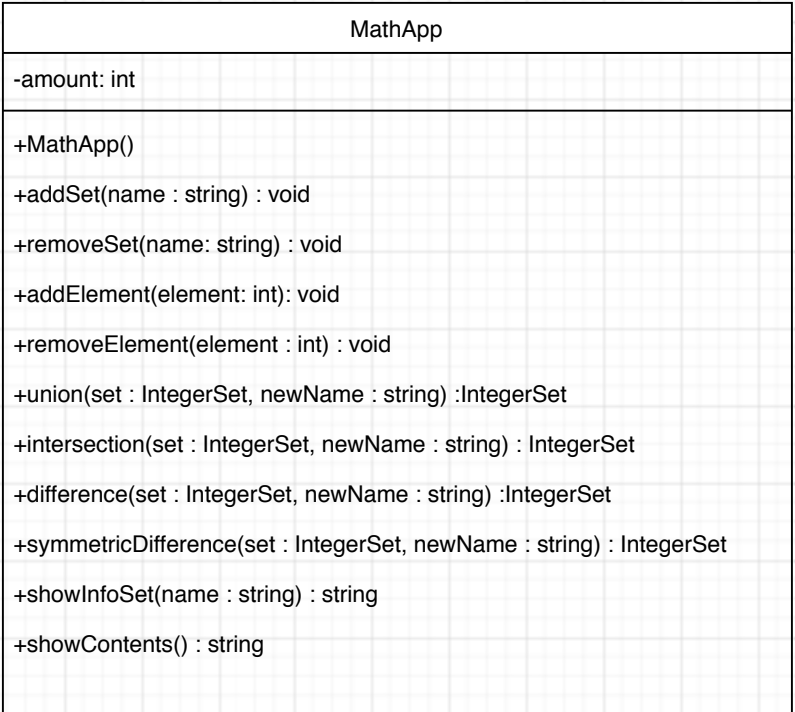 MathApp
-amount: int
+MathApp()
+addSet(name : string) : void
+removeSet(name: string) : void
+addElement(element: int): void
+removeElement(element : int) : void
+union(set : IntegerSet, newName : string) :IntegerSet
+intersection(set : IntegerSet, newName : string) : IntegerSet
+difference(set : IntegerSet, newName : string) :IntegerSet
+symmetricDifference(set : IntegerSet, newName : string) : IntegerSet
+showInfoSet(name : string) : string
+showContents() : string